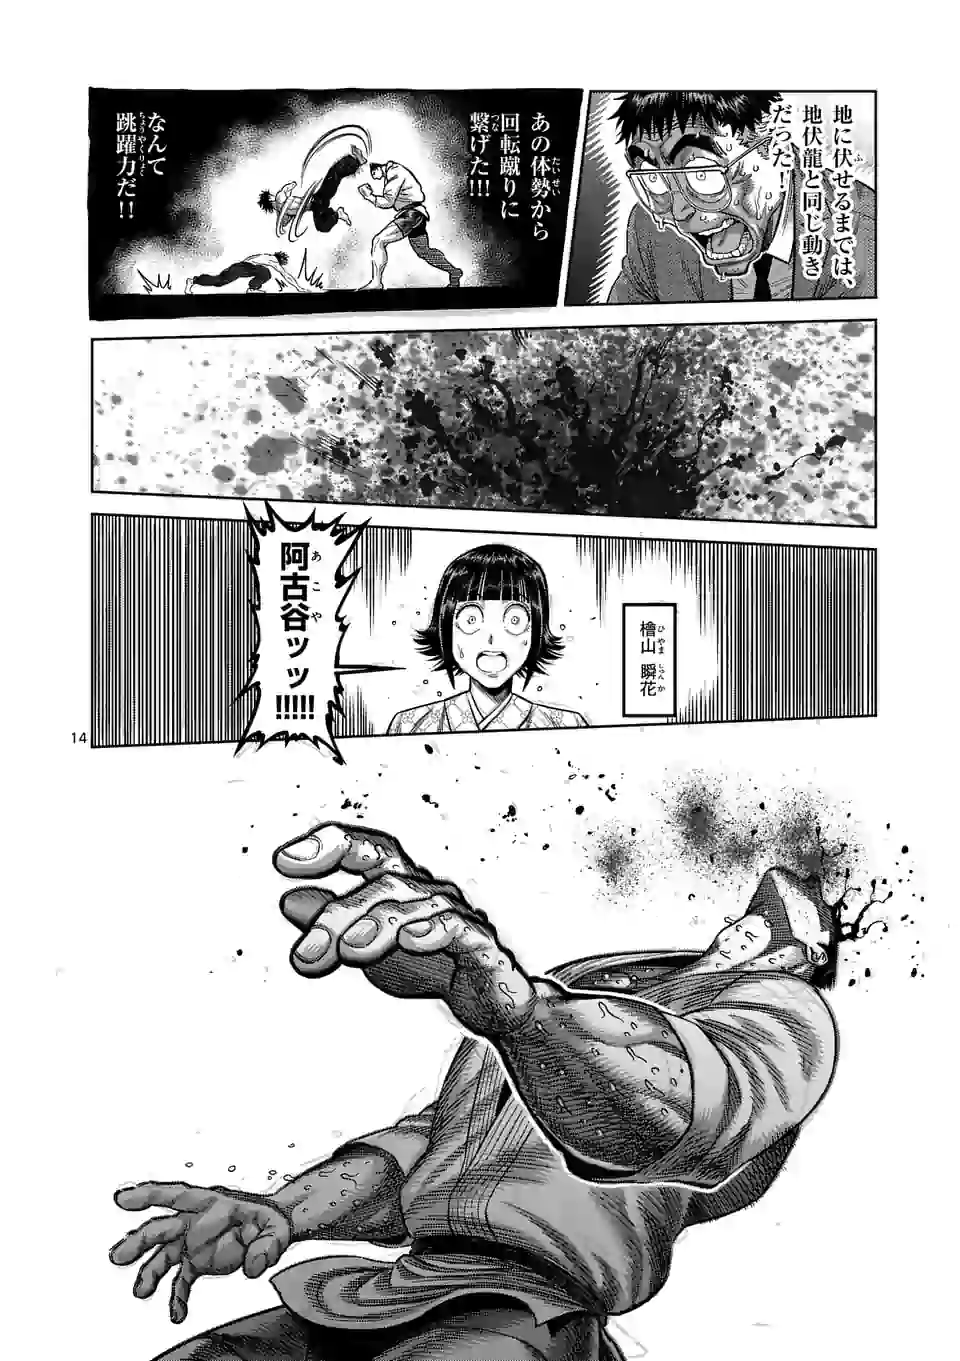 地に伏せるまでは、
地伏龍と同じ動き
だった！
あの体勢から
回転蹴りに
繋げた!!!
なんて
跳躍力だ!!
檜山 瞬花
阿古谷ッッ!!!!!
14